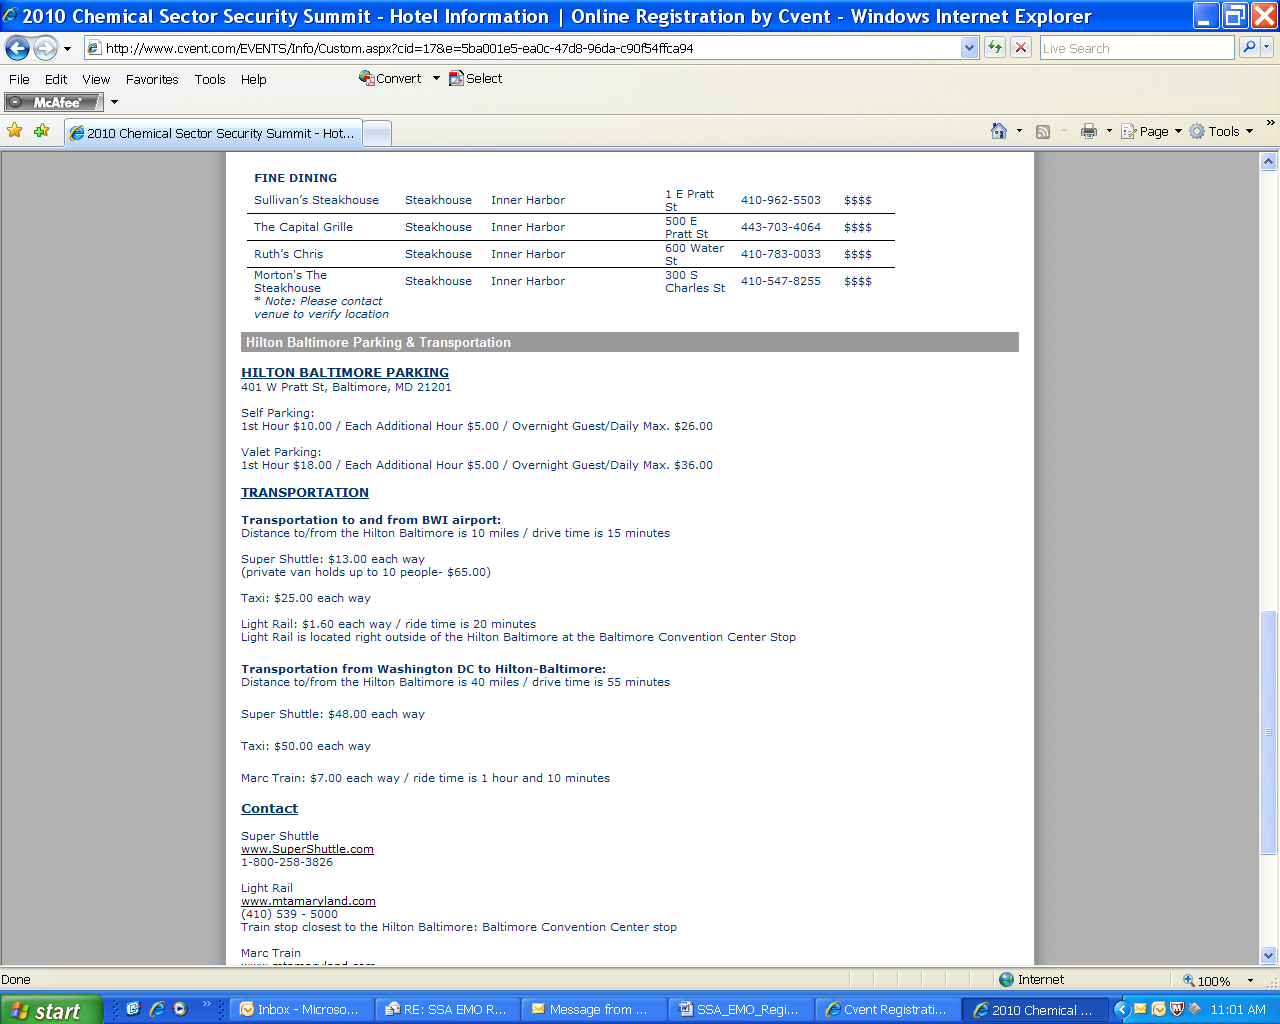 2010 Chemical Sector Security Summit - Hotel Information | Online Registration by Cvent - Windows Internet Explorer
http://www.cvent.com/EVENTS/Info/Custom.aspx?cid=17&e=5ba001e5-ea0c-47d8-96da-c90f54ffca94
Live Search
File Edit View Favorites Tools Help Convert Select
McAfee
2010 Chemical Sector Security Summit - Hot... Page Tools »
FINE DINING
Sullivan's Steakhouse Steakhouse Inner Harbor 1 E Pratt St 410-962-5503 $$$$
The Capital Grille Steakhouse Inner Harbor 500 E Pratt St 443-703-4064 $$$$
Ruth's Chris Steakhouse Inner Harbor 600 Water St 410-783-0033 $$$$
Morton's The Steakhouse Steakhouse Inner Harbor 300 S Charles St 410-547-8255 $$$$
* Note: Please contact
venue to verify location
Hilton Baltimore Parking & Transportation
HILTON BALTIMORE PARKING
401 W Pratt St, Baltimore, MD 21201
Self Parking:
1st Hour $10.00 / Each Additional Hour $5.00 / Overnight Guest/Daily Max. $26.00
Valet Parking:
1st Hour $18.00 / Each Additional Hour $5.00 / Overnight Guest/Daily Max. $36.00
TRANSPORTATION
Transportation to and from BWI airport:
Distance to/from the Hilton Baltimore is 10 miles / drive time is 15 minutes
Super Shuttle: $13.00 each way
(private van holds up to 10 people- $65.00)
Taxi: $25.00 each way
Light Rail: $1.60 each way / ride time is 20 minutes
Light Rail is located right outside of the Hilton Baltimore at the Baltimore Convention Center Stop
Transportation from Washington DC to Hilton-Baltimore:
Distance to/from the Hilton Baltimore is 40 miles / drive time is 55 minutes
Super Shuttle: $48.00 each way
Taxi: $50.00 each way
Marc Train: $7.00 each way / ride time is 1 hour and 10 minutes
Contact
Super Shuttle
www.SuperShuttle.com
1-800-258-3826
Light Rail
www.mtamaryland.com
(410) 539 - 5000
Train stop closest to the Hilton Baltimore: Baltimore Convention Center stop
Marc Train
www.mtamaryland.com
Done Internet 100%
start » Inbox - Microso... RE: SSA EMO R... Message from ... SSA_EMO_Regi... Cvent Registrati... 2010 Chemical ... 11:01 AM